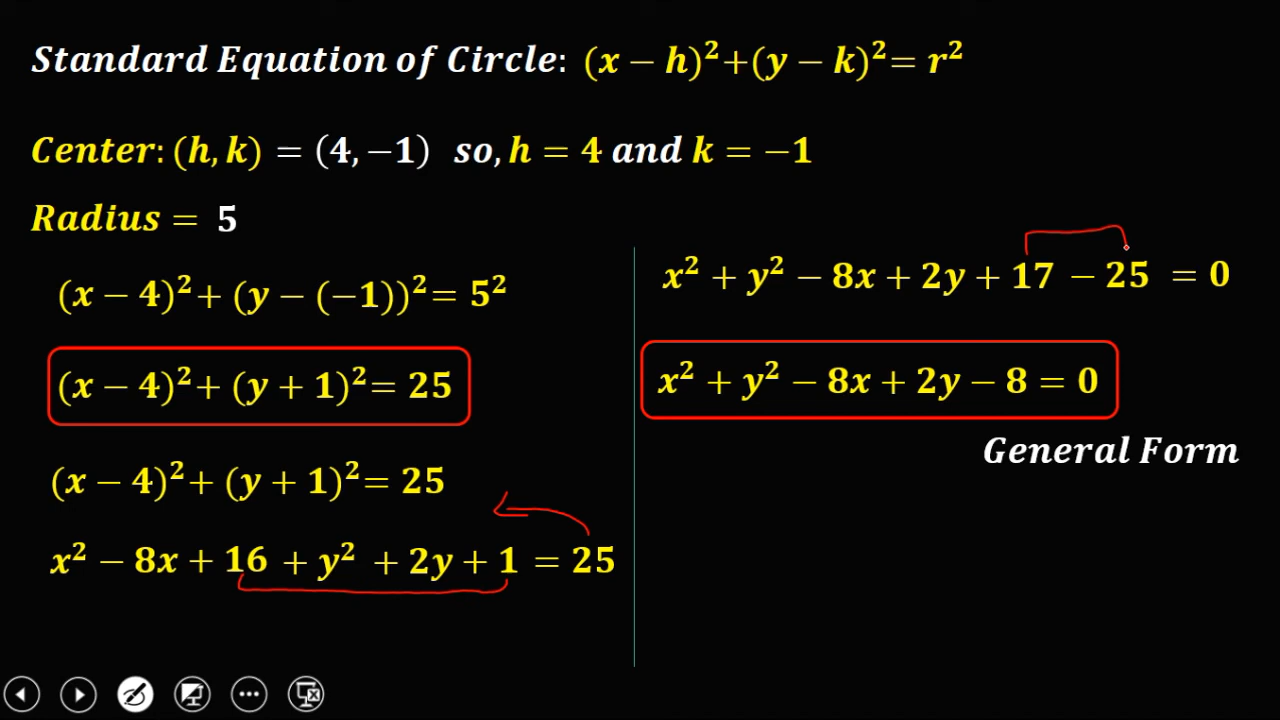 Standard Equation of Circle: (x − h)²+(y − k)²= r²
Center: (h, k) = (4, −1) so, h = 4 and k = −1
Radius = 5
(x − 4)²+ (y − (−1))²= 5²
(x − 4)²+ (y + 1)²= 25
(x − 4)²+ (y + 1)²= 25
x² − 8x + 16 + y² + 2y + 1 = 25
x² + y² − 8x + 2y + 17 − 25 = 0
x² + y² − 8x + 2y − 8 = 0
General Form